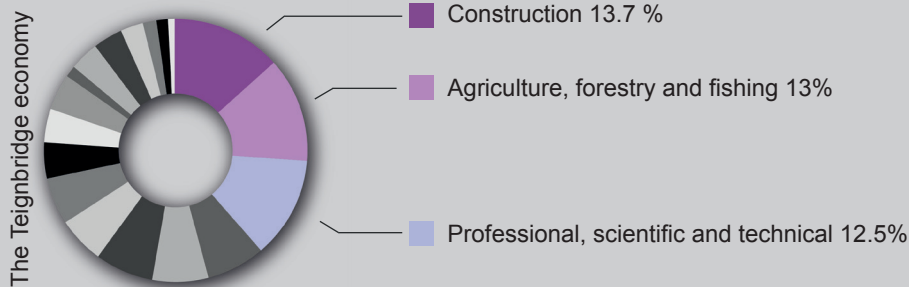 The Teignbridge economy
Construction 13.7 %
Agriculture, forestry and fishing 13%
Professional, scientific and technical 12.5%